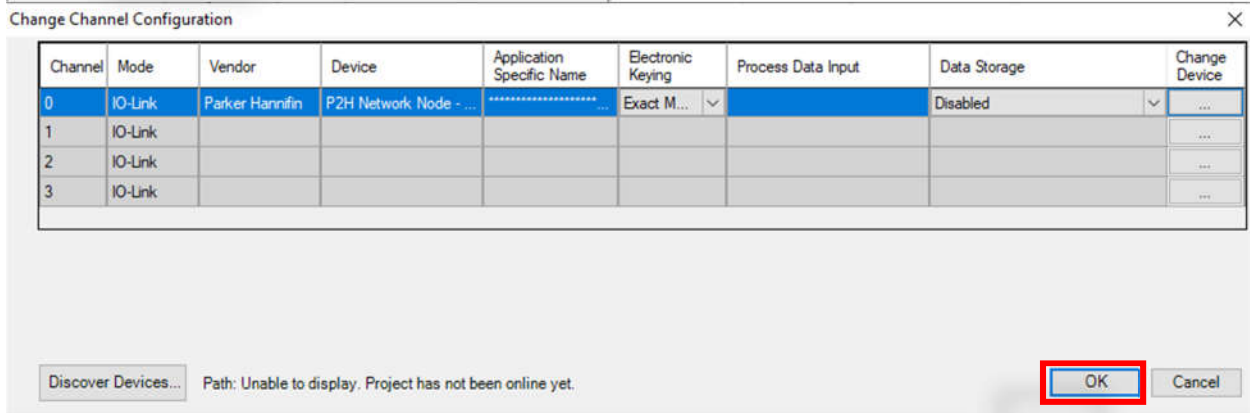 Change Channel Configuration
Channel Mode Vendor Device Application Specific Name Electronic Keying Process Data Input Data Storage Change Device
0 IO-Link Parker Hannifin P2H Network Node - ... ********************... Exact M... Disabled ...
1 IO-Link ...
2 IO-Link ...
3 IO-Link ...
Discover Devices... Path: Unable to display. Project has not been online yet. OK Cancel